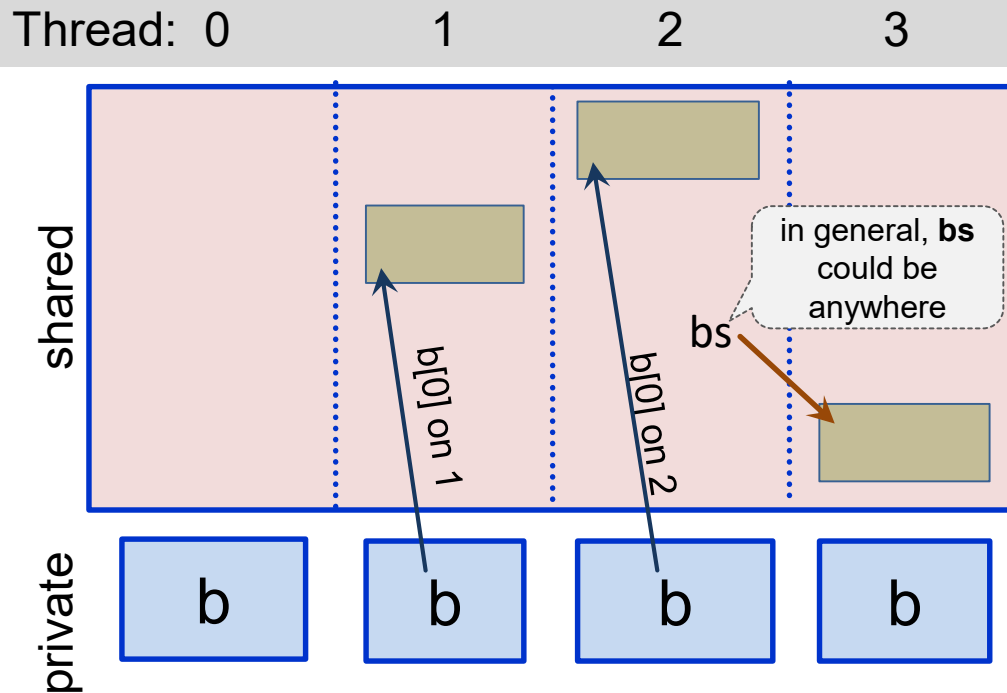 Thread: 0 1 2 3
shared
in general, bs
could be
anywhere
bs
b[0] on 1
b[0] on 2
private
b b b b